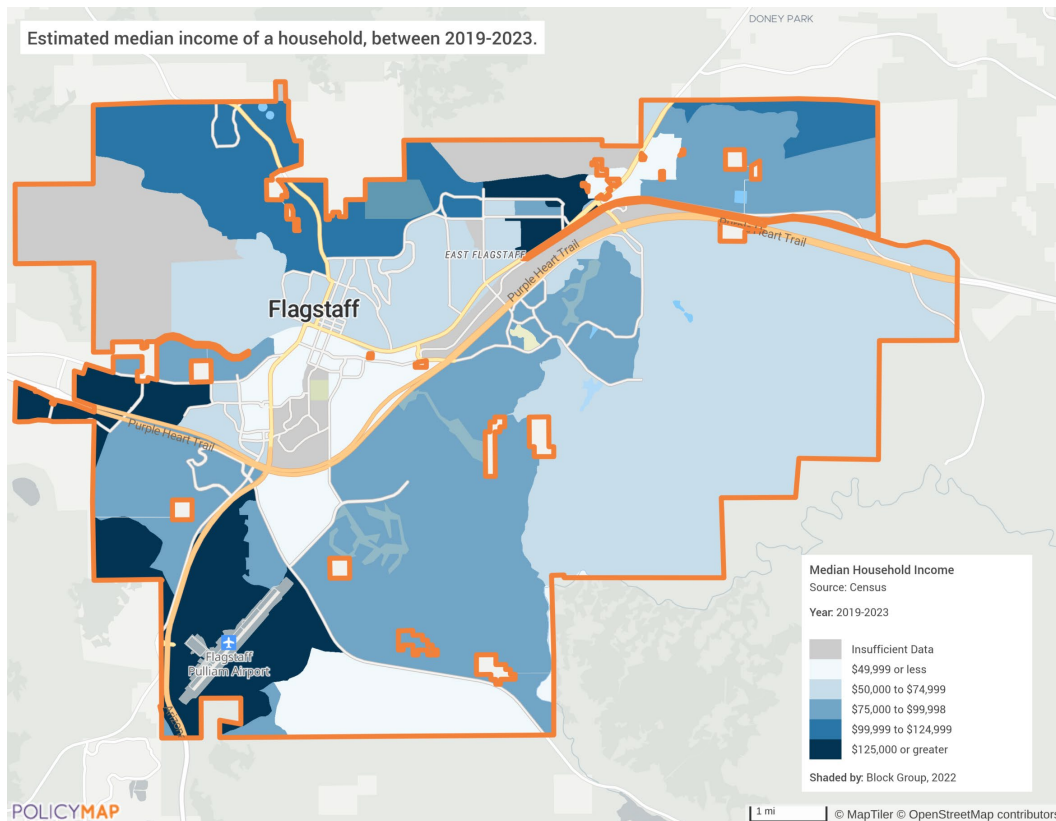 DONEY PARK
Estimated median income of a household, between 2019-2023.
Purple Heart Trail
EAST FLAGSTAFF
Purple Heart Trail
Flagstaff
Purple Heart Trail
Flagstaff
Pulliam Airport
Median Household Income
Source: Census
Year: 2019-2023
Insufficient Data
$49,999 or less
$50,000 to $74,999
$75,000 to $99,998
$99,999 to $124,999
$125,000 or greater
Shaded by: Block Group, 2022
POLICYMAP
1 mi
© MapTiler © OpenStreetMap contributors